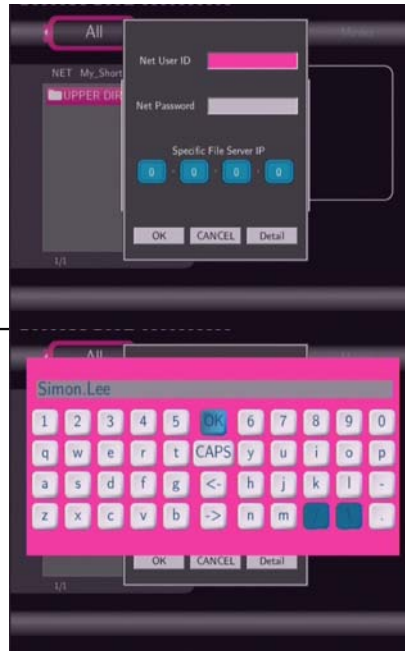 All
Media
Net User ID
NET My_Short
UPPER DIR
Net Password
Specific File Server IP
0 . 0 . 0 . 0
OK CANCEL Detail
1/1
All
Simon.Lee
1 2 3 4 5 OK 6 7 8 9 0
q w e r t CAPS y u i o p
a s d f g <- h j k l -
z x c v b -> n m / \ .
OK CANCEL Detail
1/1